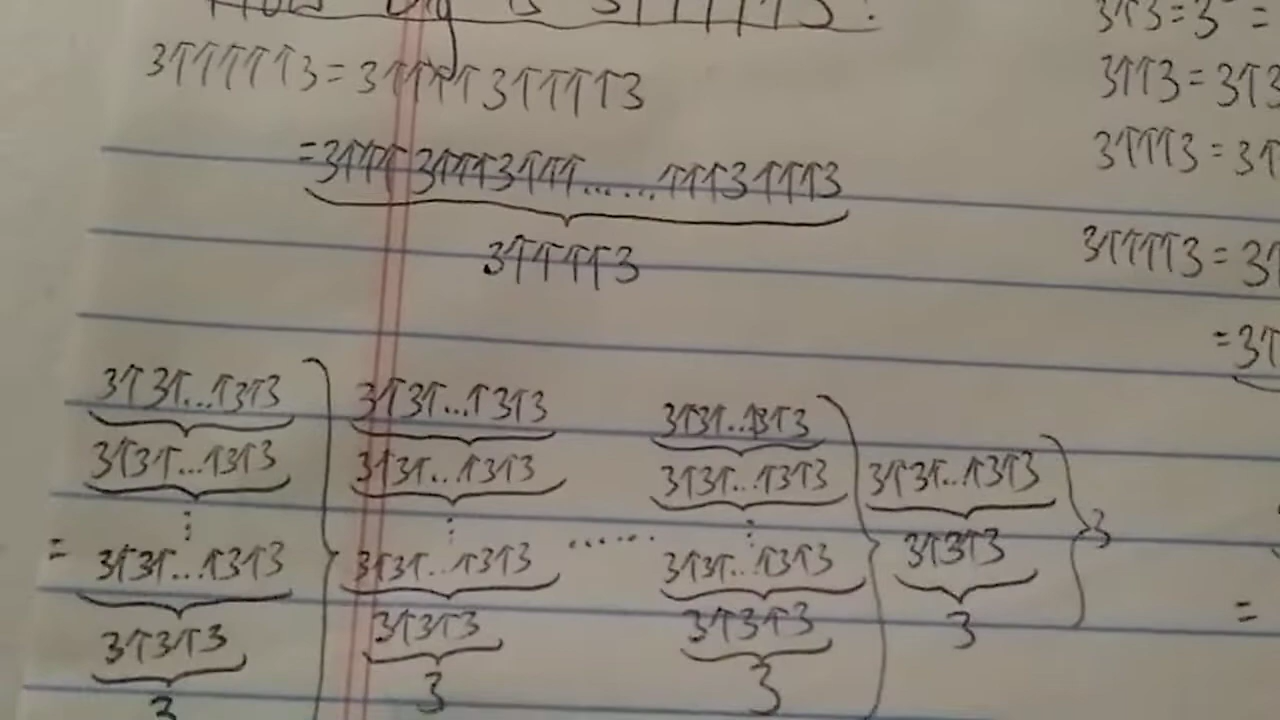 How big is
3↑↑↑↑↑3=3↑↑↑↑3↑↑↑↑3
=3↑↑↑3↑↑↑3↑↑↑......↑↑↑3↑↑↑3
3↑↑↑↑3
3↑3↑...↑3↑3 3↑3↑...↑3↑3 3↑3↑...↑3↑3
3↑3↑...↑3↑3 3↑3↑...↑3↑3 3↑3↑...↑3↑3 3↑3↑...↑3↑3
⋮ ⋮ ⋮
= 3↑3↑...↑3↑3 3↑3↑...↑3↑3 ...... 3↑3↑...↑3↑3 3↑3↑3 3
3↑3↑3 3↑3↑3 3↑3↑3 3
3 3 3
3↑3=3 =
3↑↑3=3↑3
3↑↑↑3=3↑
3↑↑↑↑3=3↑
=3↑
=